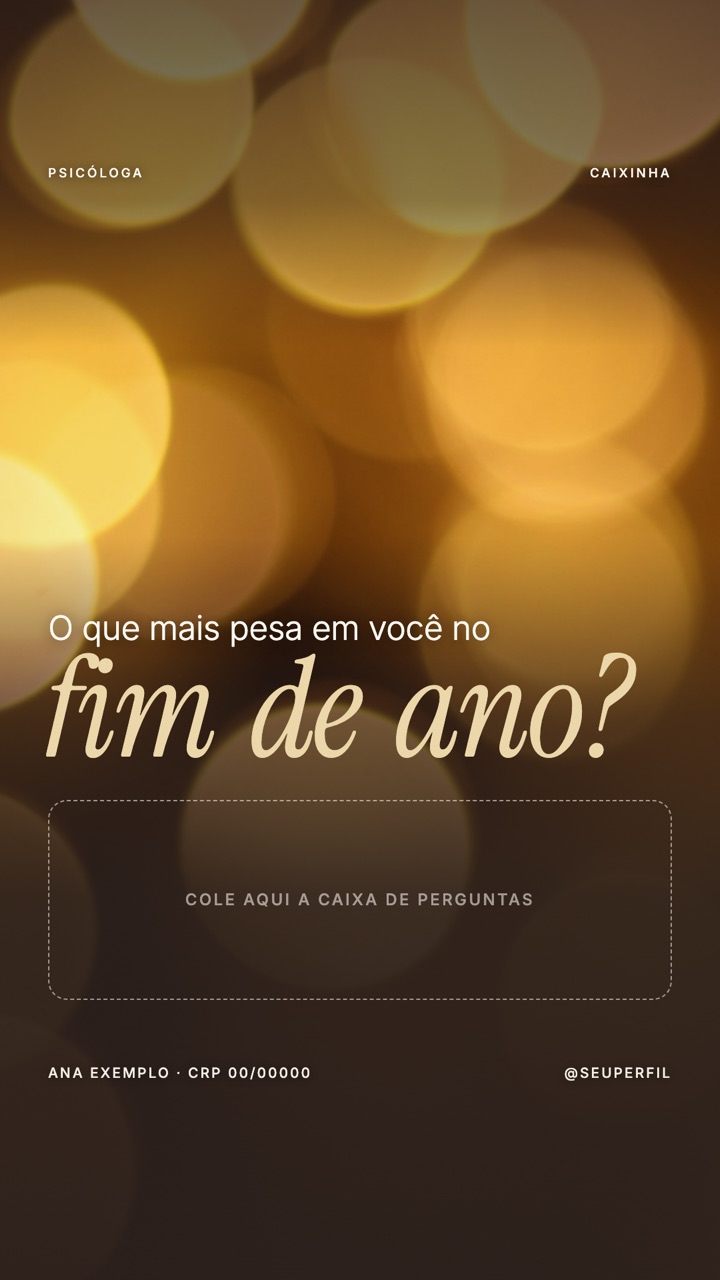 PSICÓLOGA
CAIXINHA
O que mais pesa em você no
fim de ano?
COLE AQUI A CAIXA DE PERGUNTAS
ANA EXEMPLO · CRP 00/00000
@SEUPERFIL